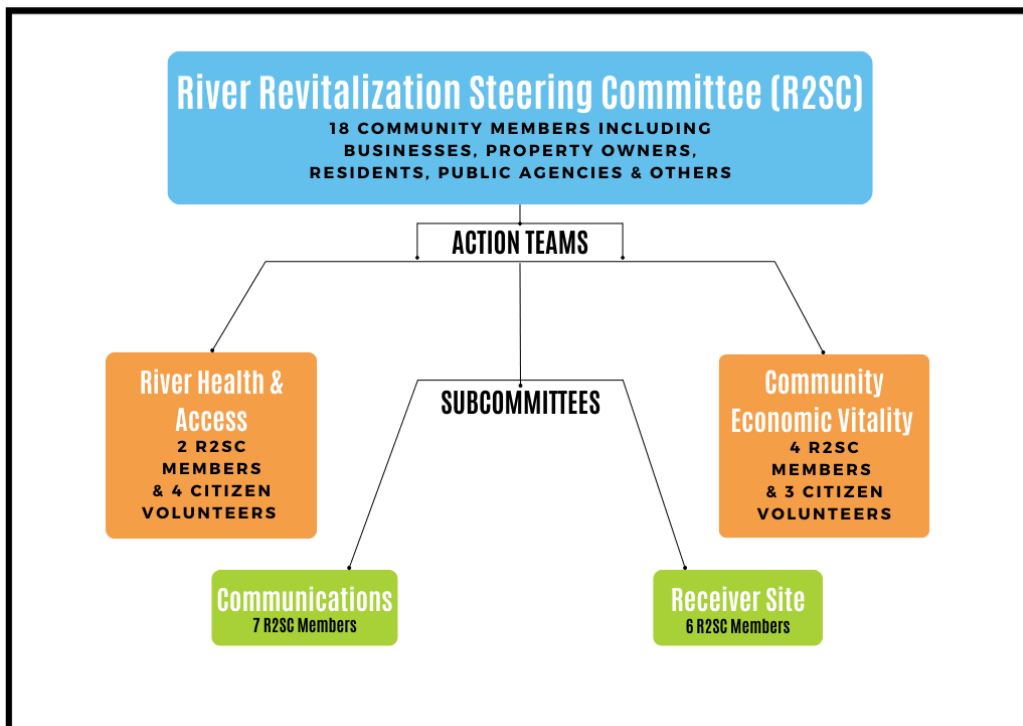 River Revitalization Steering Committee (R2SC)
18 COMMUNITY MEMBERS INCLUDING
BUSINESSES, PROPERTY OWNERS,
RESIDENTS, PUBLIC AGENCIES & OTHERS
ACTION TEAMS
River Health &
Access
2 R2SC
MEMBERS
& 4 CITIZEN
VOLUNTEERS
Community
Economic Vitality
4 R2SC
MEMBERS
& 3 CITIZEN
VOLUNTEERS
SUBCOMMITTEES
Communications
7 R2SC Members
Receiver Site
6 R2SC Members